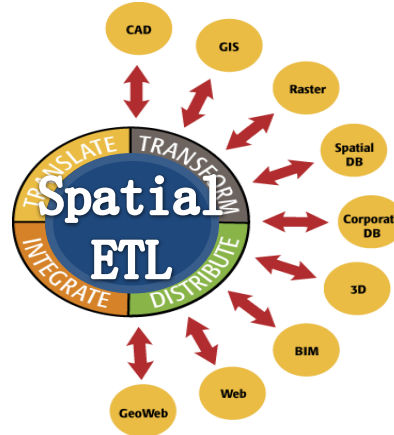 CAD
GIS
Raster
Spatial
DB
Corporat
DB
3D
BIM
Web
GeoWeb
TRANSLATE
TRANSFORM
INTEGRATE
DISTRIBUTE
Spatial
ETL